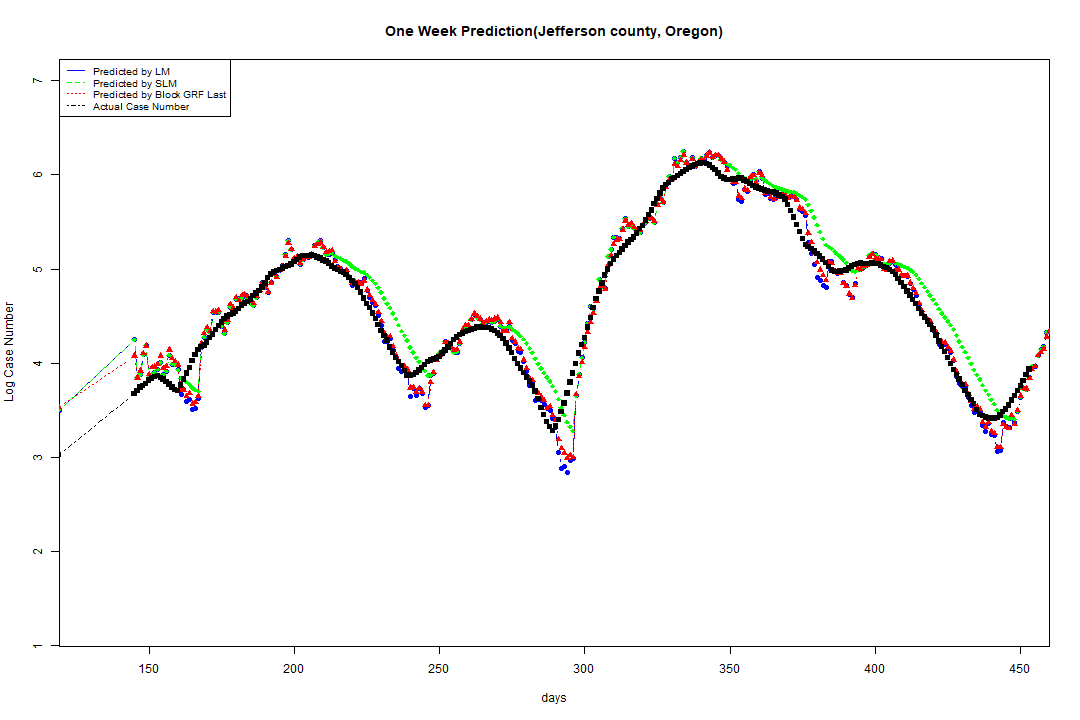 One Week Prediction(Jefferson county, Oregon)
Predicted by LM
Predicted by SLM
Predicted by Block GRF Last
Actual Case Number
7
6
5
4
3
2
1
Log Case Number
150 200 250 300 350 400 450
days